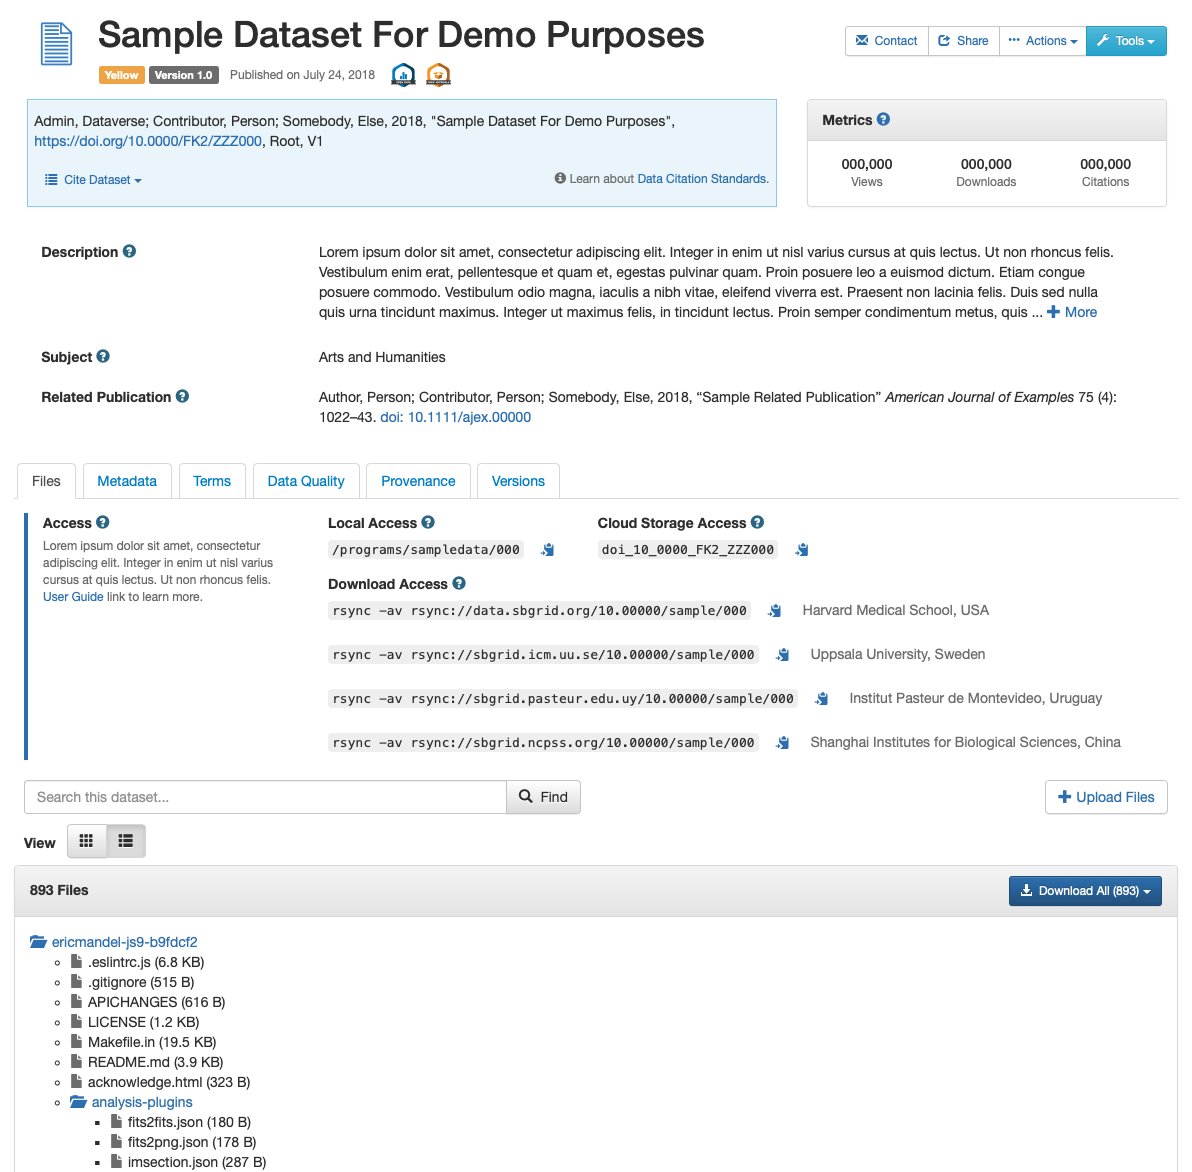 Sample Dataset For Demo Purposes
Contact Share Actions Tools
Yellow Version 1.0 Published on July 24, 2018
Admin, Dataverse; Contributor, Person; Somebody, Else, 2018, "Sample Dataset For Demo Purposes",
https://doi.org/10.0000/FK2/ZZZ000, Root, V1
Cite Dataset
Learn about Data Citation Standards.
Metrics
000,000 000,000 000,000
Views Downloads Citations
Description
Lorem ipsum dolor sit amet, consectetur adipiscing elit. Integer in enim ut nisl varius cursus at quis lectus. Ut non rhoncus felis.
Vestibulum enim erat, pellentesque et quam et, egestas pulvinar quam. Proin posuere leo a euismod dictum. Etiam congue
posuere commodo. Vestibulum odio magna, iaculis a nibh vitae, eleifend viverra est. Praesent non lacinia felis. Duis sed nulla
quis urna tincidunt maximus. Integer ut maximus felis, in tincidunt lectus. Proin semper condimentum metus, quis ... More
Subject
Arts and Humanities
Related Publication
Author, Person; Contributor, Person; Somebody, Else, 2018, “Sample Related Publication” American Journal of Examples 75 (4):
1022–43. doi: 10.1111/ajex.00000
Files Metadata Terms Data Quality Provenance Versions
Access
Lorem ipsum dolor sit amet, consectetur
adipiscing elit. Integer in enim ut nisl varius
cursus at quis lectus. Ut non rhoncus felis.
User Guide link to learn more.
Local Access
/programs/sampledata/000
Cloud Storage Access
doi_10_0000_FK2_ZZZ000
Download Access
rsync –av rsync://data.sbgrid.org/10.00000/sample/000 Harvard Medical School, USA
rsync –av rsync://sbgrid.icm.uu.se/10.00000/sample/000 Uppsala University, Sweden
rsync –av rsync://sbgrid.pasteur.edu.uy/10.00000/sample/000 Institut Pasteur de Montevideo, Uruguay
rsync –av rsync://sbgrid.ncpss.org/10.00000/sample/000 Shanghai Institutes for Biological Sciences, China
Search this dataset... Find
Upload Files
View
893 Files
Download All (893)
ericmandel-js9-b9fdcf2
.eslintrc.js (6.8 KB)
.gitignore (515 B)
APICHANGES (616 B)
LICENSE (1.2 KB)
Makefile.in (19.5 KB)
README.md (3.9 KB)
acknowledge.html (323 B)
analysis-plugins
fits2fits.json (180 B)
fits2png.json (178 B)
imsection.json (287 B)